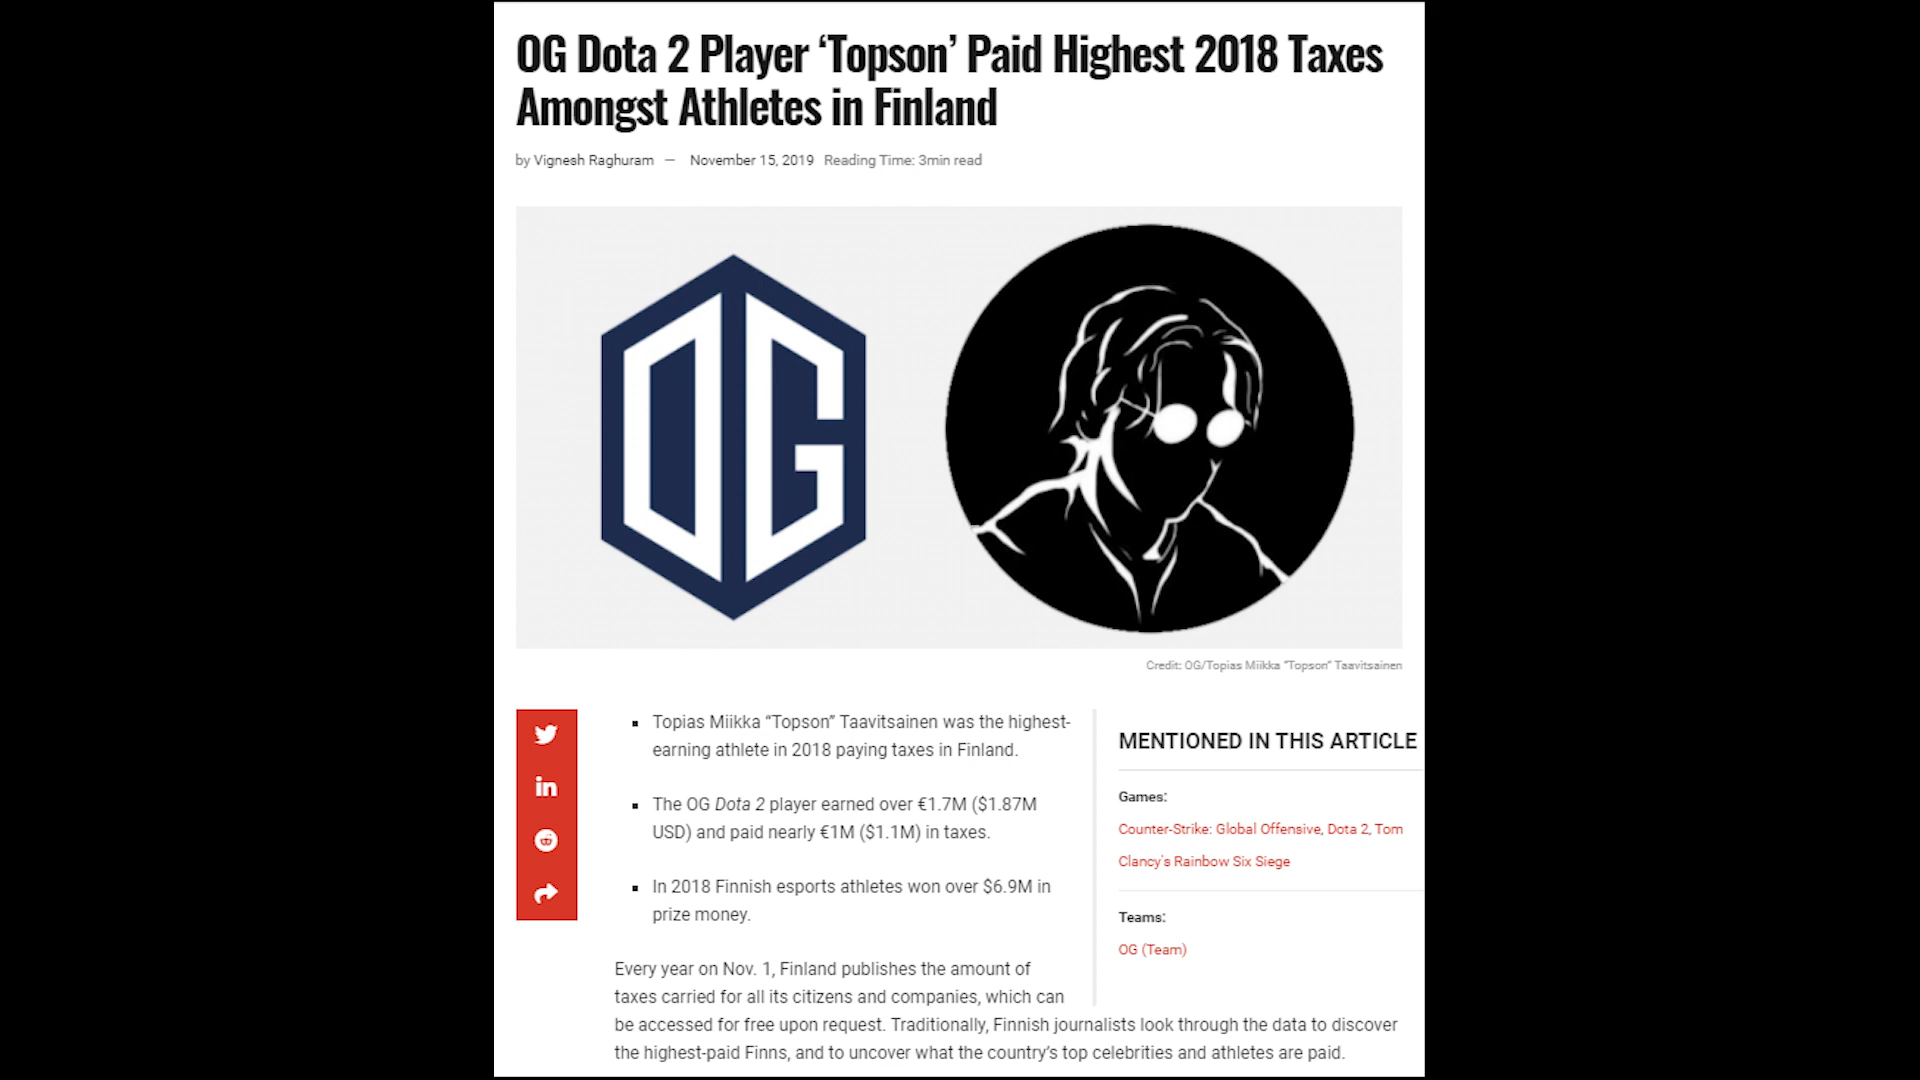 OG Dota 2 Player ‘Topson’ Paid Highest 2018 Taxes
Amongst Athletes in Finland
by Vignesh Raghuram — November 15, 2019 Reading Time: 3min read
OG
Credit: OG/Topias Miikka “Topson” Taavitsainen
Topias Miikka “Topson” Taavitsainen was the highest-
earning athlete in 2018 paying taxes in Finland.
The OG Dota 2 player earned over €1.7M ($1.87M
USD) and paid nearly €1M ($1.1M) in taxes.
In 2018 Finnish esports athletes won over $6.9M in
prize money.
Every year on Nov. 1, Finland publishes the amount of
taxes carried for all its citizens and companies, which can
be accessed for free upon request. Traditionally, Finnish journalists look through the data to discover
the highest-paid Finns, and to uncover what the country’s top celebrities and athletes are paid.
MENTIONED IN THIS ARTICLE
Games:
Counter-Strike: Global Offensive, Dota 2, Tom
Clancy's Rainbow Six Siege
Teams:
OG (Team)